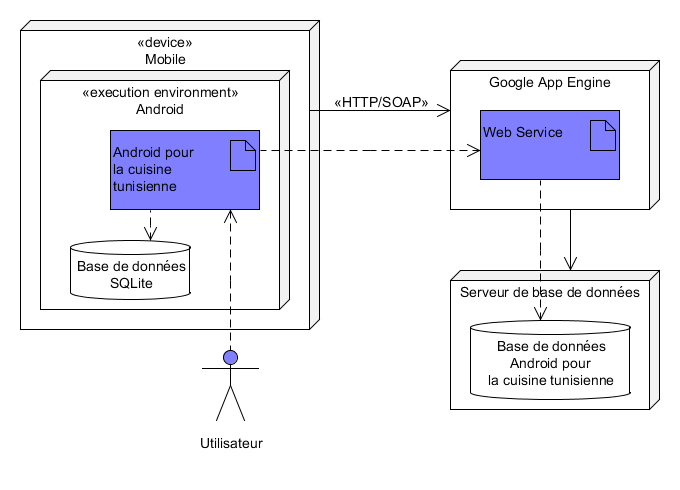 «device»
Mobile
«execution environment»
Android
Android pour
la cuisine
tunisienne
Base de données
SQLite
«HTTP/SOAP»
Google App Engine
Web Service
Serveur de base de données
Base de données
Android pour
la cuisine tunisienne
Utilisateur